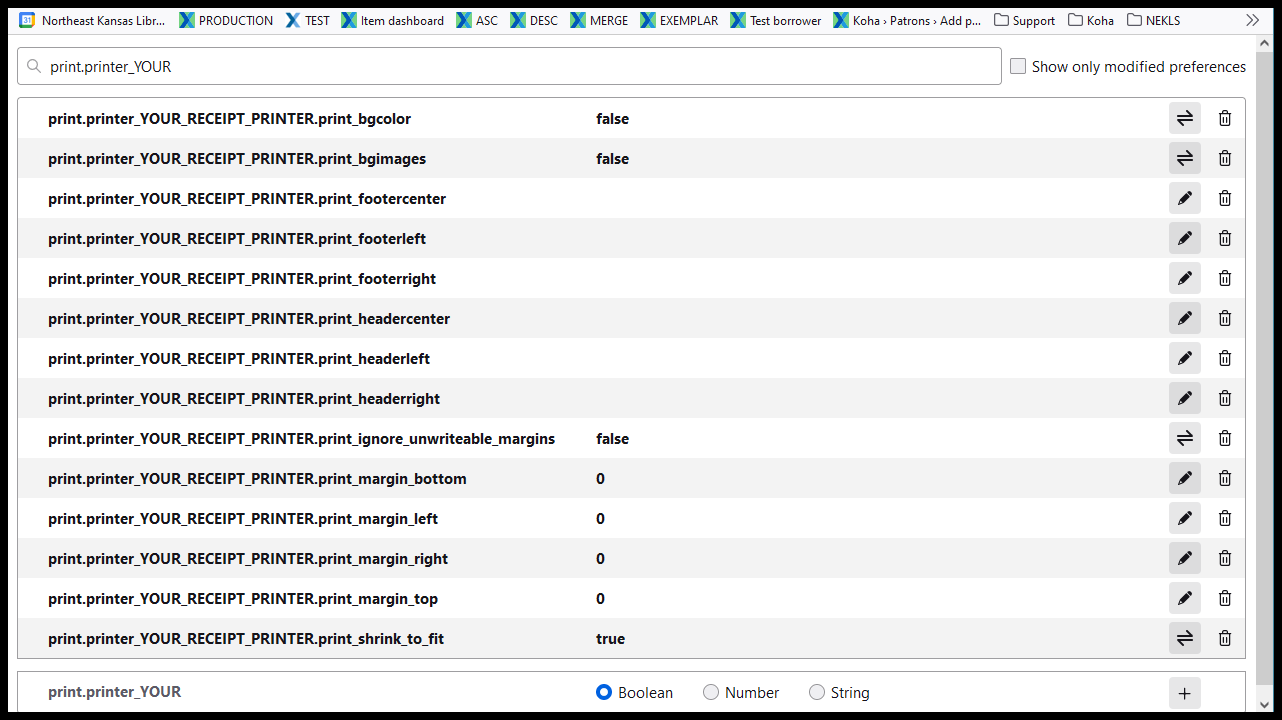 31 Northeast Kansas Libr... PRODUCTION TEST Item dashboard ASC DESC MERGE EXEMPLAR Test borrower Koha › Patrons › Add p... Support Koha NEKLS
print.printer_YOUR Show only modified preferences
print.printer_YOUR_RECEIPT_PRINTER.print_bgcolor false
print.printer_YOUR_RECEIPT_PRINTER.print_bgimages false
print.printer_YOUR_RECEIPT_PRINTER.print_footercenter
print.printer_YOUR_RECEIPT_PRINTER.print_footerleft
print.printer_YOUR_RECEIPT_PRINTER.print_footerright
print.printer_YOUR_RECEIPT_PRINTER.print_headercenter
print.printer_YOUR_RECEIPT_PRINTER.print_headerleft
print.printer_YOUR_RECEIPT_PRINTER.print_headerright
print.printer_YOUR_RECEIPT_PRINTER.print_ignore_unwriteable_margins false
print.printer_YOUR_RECEIPT_PRINTER.print_margin_bottom 0
print.printer_YOUR_RECEIPT_PRINTER.print_margin_left 0
print.printer_YOUR_RECEIPT_PRINTER.print_margin_right 0
print.printer_YOUR_RECEIPT_PRINTER.print_margin_top 0
print.printer_YOUR_RECEIPT_PRINTER.print_shrink_to_fit true
print.printer_YOUR Boolean Number String